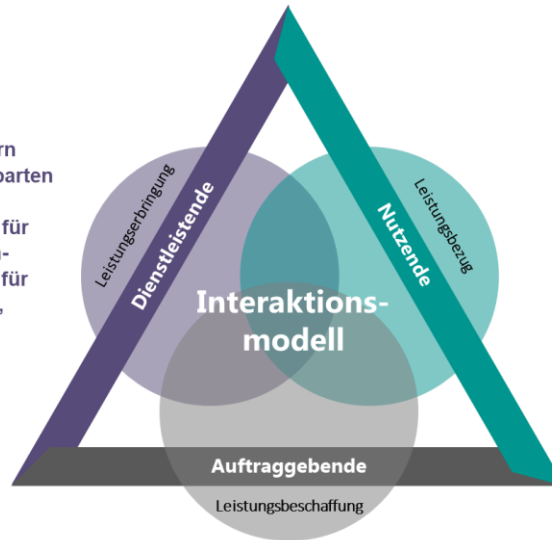 rn
parten
für
-
für
,
Leistungserbringung
Dienstleistende
Nutzende
Leistungsbezug
Interaktions-
modell
Auftraggebende
Leistungsbeschaffung